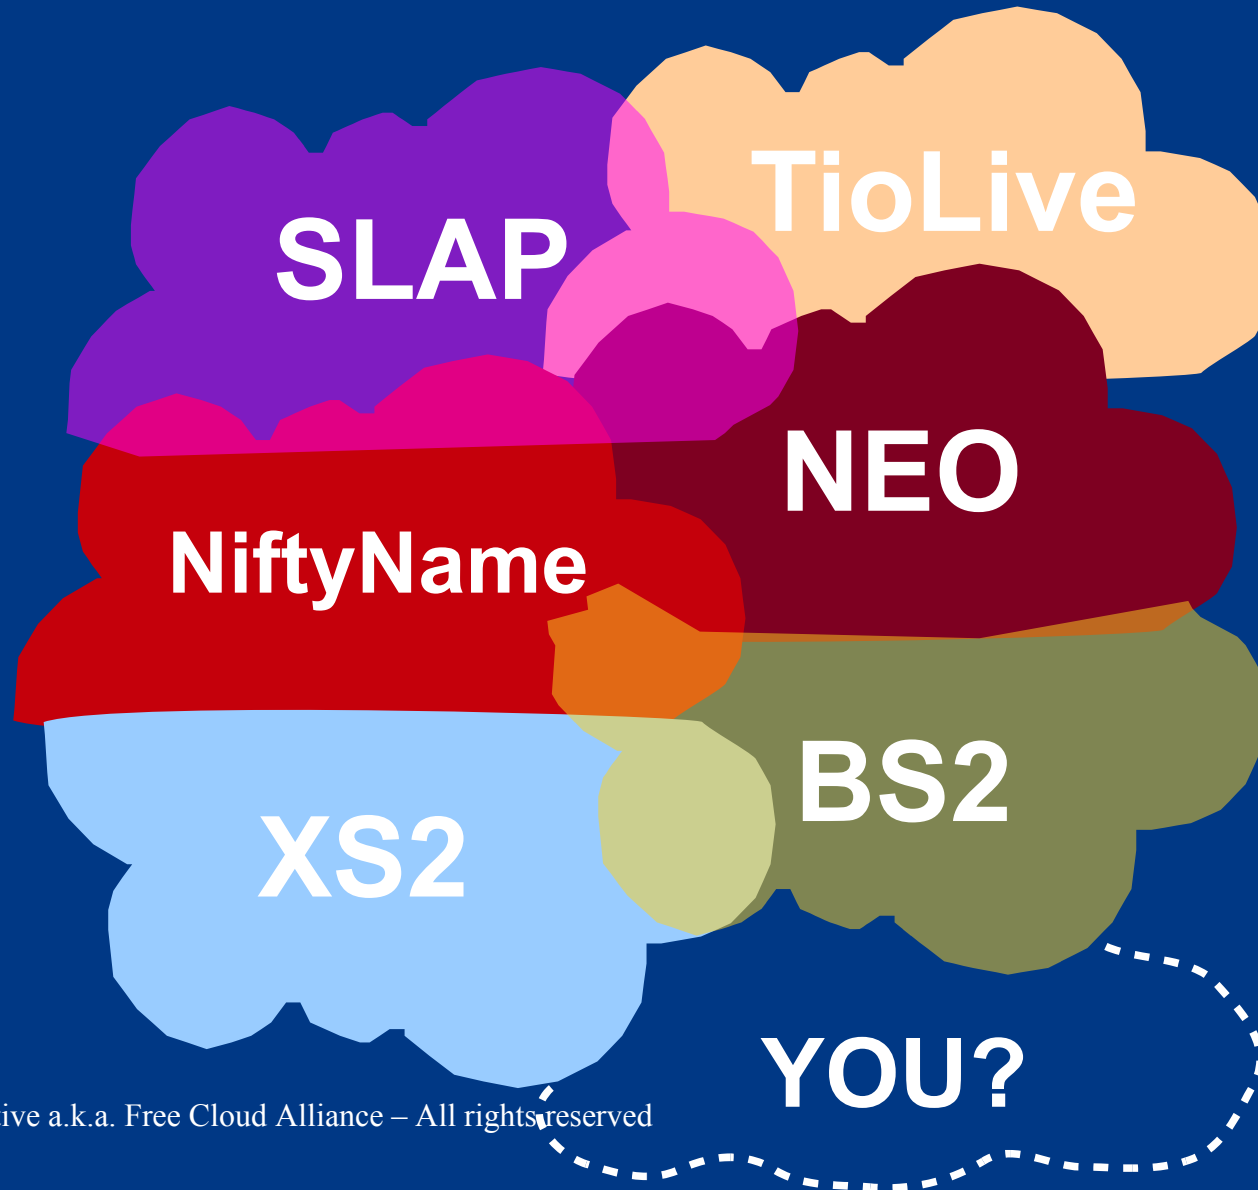 TioLive
SLAP
NEO
NiftyName
BS2
XS2
YOU?
ive a.k.a. Free Cloud Alliance – All rights reserved